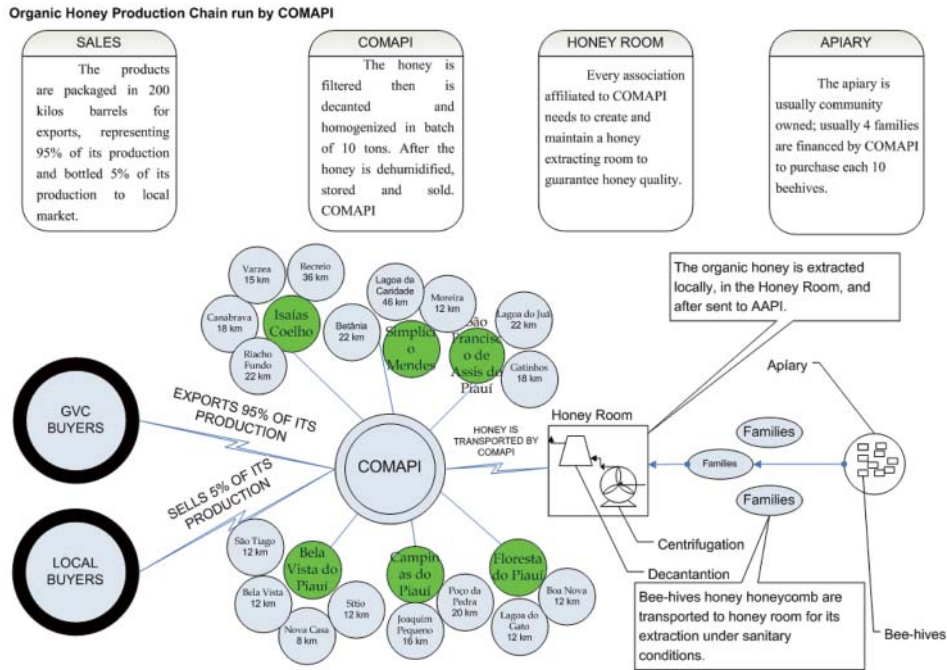 Organic Honey Production Chain run by COMAPI
SALES
The products
are packaged in 200
kilos barrels for
exports, representing
95% of its production
and bottled 5% of its
production to local
market.
COMAPI
The honey is
filtered then is
decanted and
homogenized in batch
of 10 tons. After the
honey is dehumidified,
stored and sold.
COMAPI
HONEY ROOM
Every association
affiliated to COMAPI
needs to create and
maintain a honey
extracting room to
guarantee honey quality.
APIARY
The apiary is
usually community
owned; usually 4 families
are financed by COMAPI
to purchase each 10
beehives.
Varzea
15 km
Recreio
36 km
Canabrava
18 km
Isaías
Coelho
Riacho
Fundo
22 km
Betânia
22 km
Lagoa da
Caridade
46 km
Moreira
12 km
Simplici
o Mendes
São
Francisc
o de
Assis do
Piauí
Lagoa do Juá
22 km
Gatinhos
18 km
The organic honey is extracted
locally, in the Honey Room, and
after sent to AAPI.
GVC
BUYERS
EXPORTS 95% OF ITS
PRODUCTION
COMAPI
HONEY IS
TRANSPORTED BY
COMAPI
Honey Room
Families
Families
Families
Apíary
LOCAL
BUYERS
SELLS 5% OF ITS
PRODUCTION
São Tiago
12 km
Bela Vista
12 km
Nova Casa
8 km
Sítio
12 km
Bela
Vista do
Piauí
Campin
as do
Piauí
Joaquim
Pequeno
16 km
Poço da
Pedra
20 km
Floresta
do Piauí
Lagoa do
Gato
12 km
Boa Nova
12 km
Centrifugation
Decantantion
Bee-hives honey honeycomb are
transported to honey room for its
extraction under sanitary
conditions.
Bee-hives